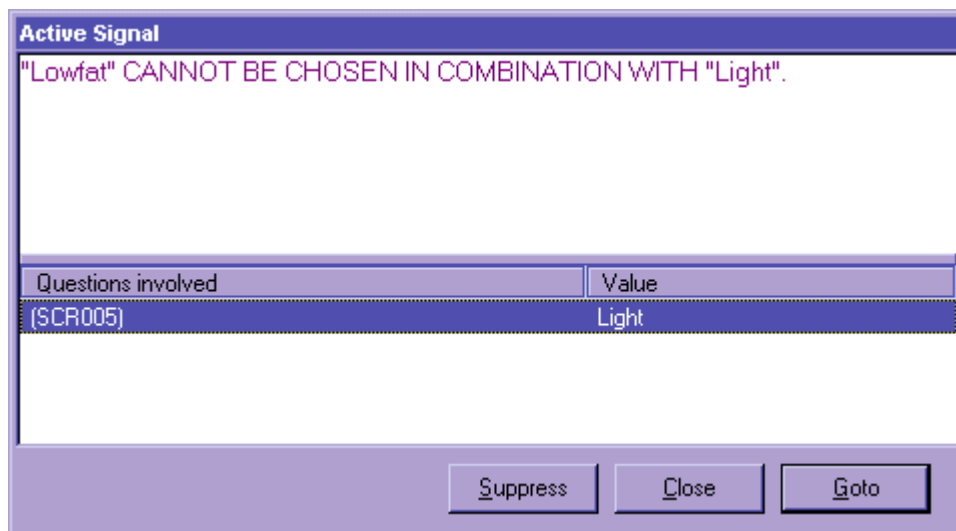 Active Signal
"Lowfat" CANNOT BE CHOSEN IN COMBINATION WITH "Light".
Questions involved Value
(SCR005) Light
Suppress Close Goto